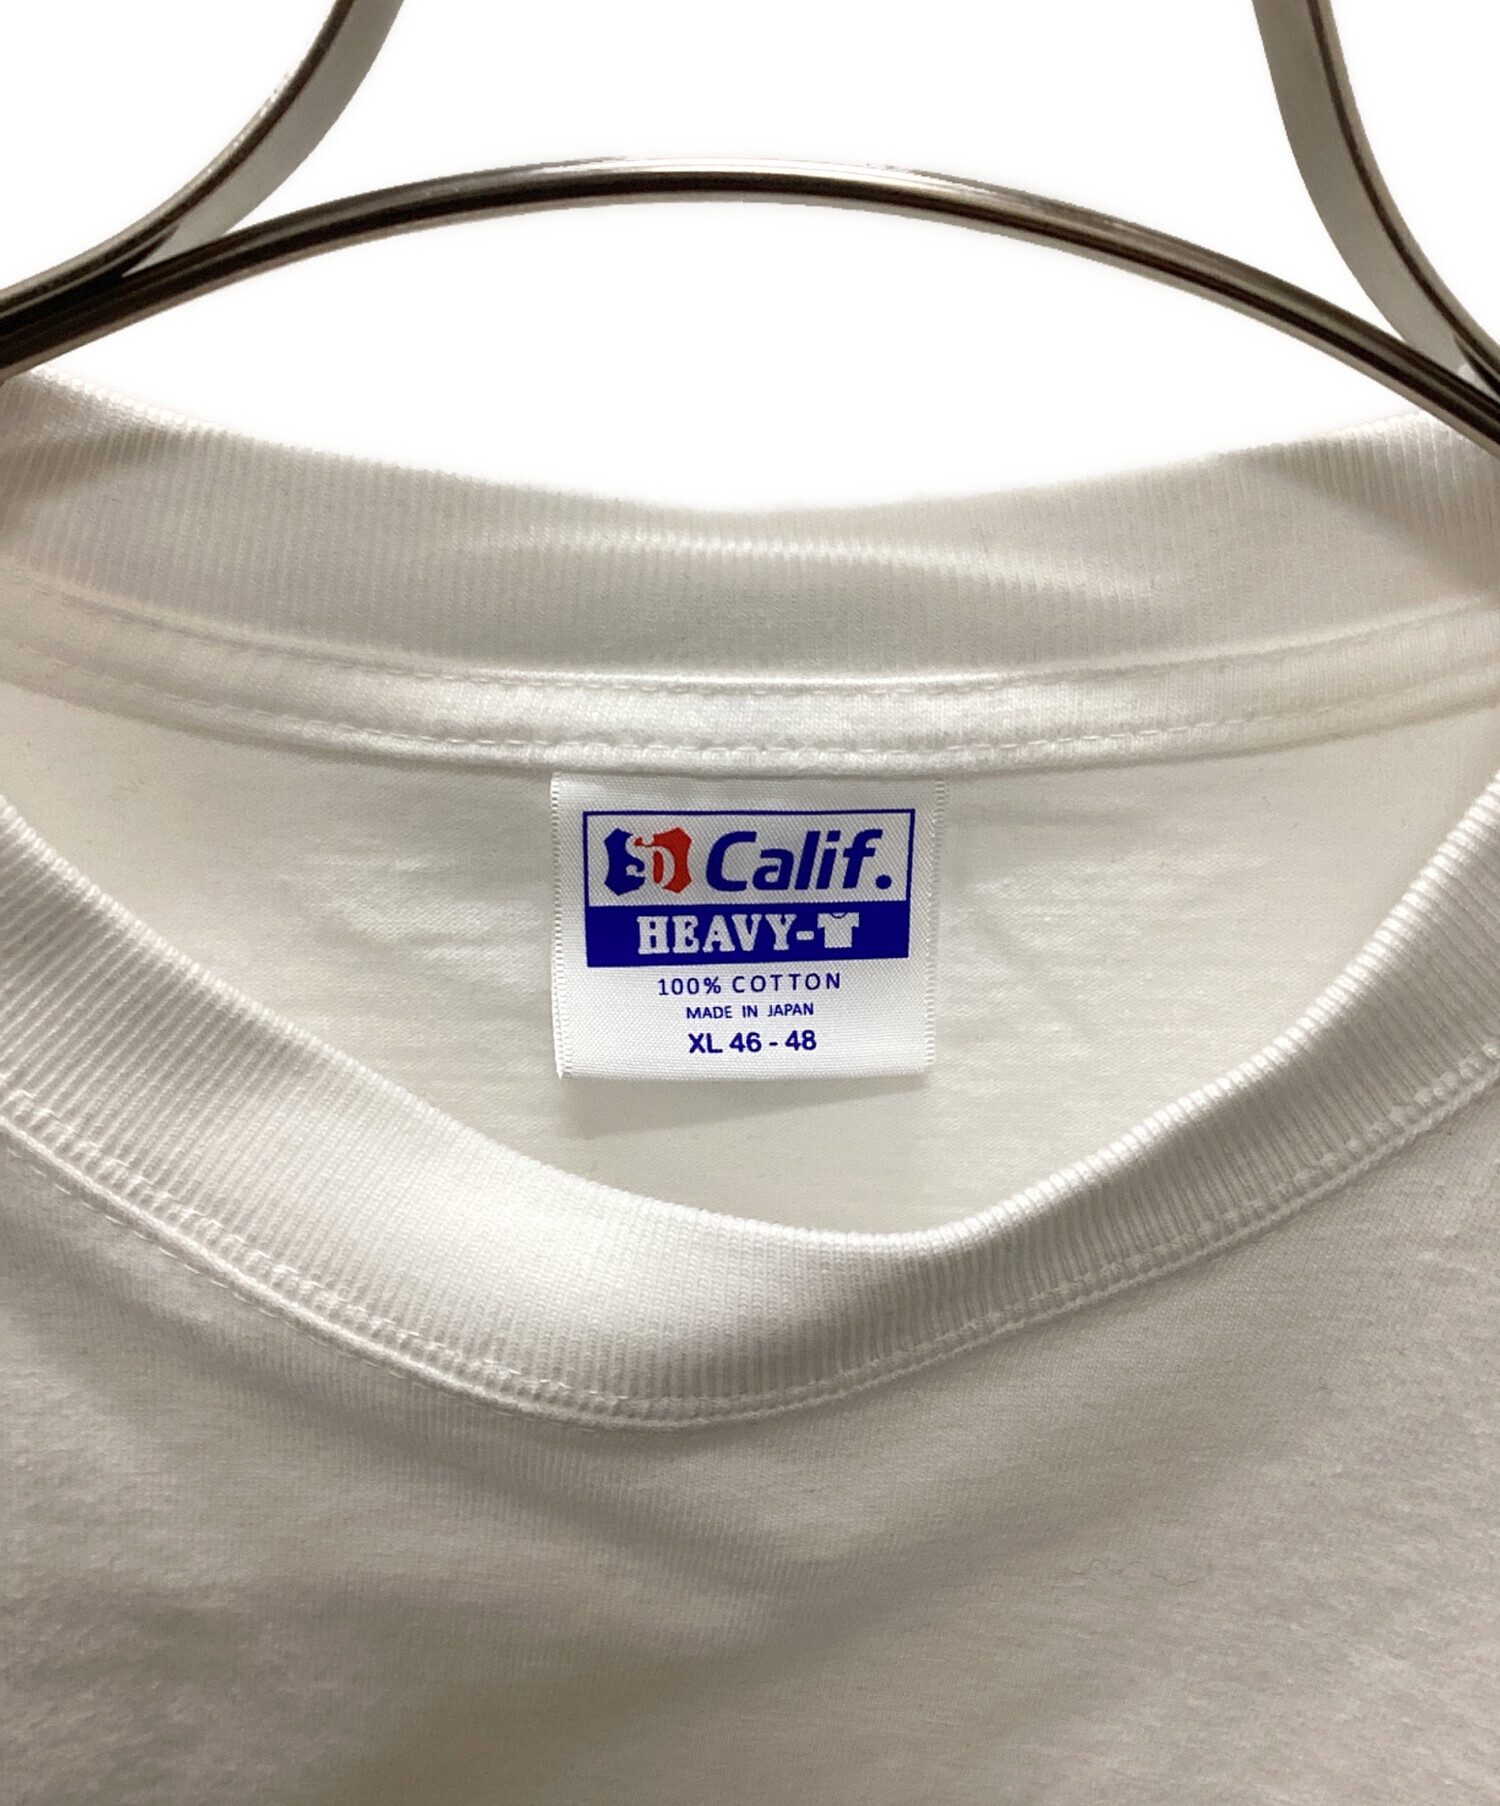 SD Calif.
HEAVY-T
100% COTTON
MADE IN JAPAN
XL 46 - 48